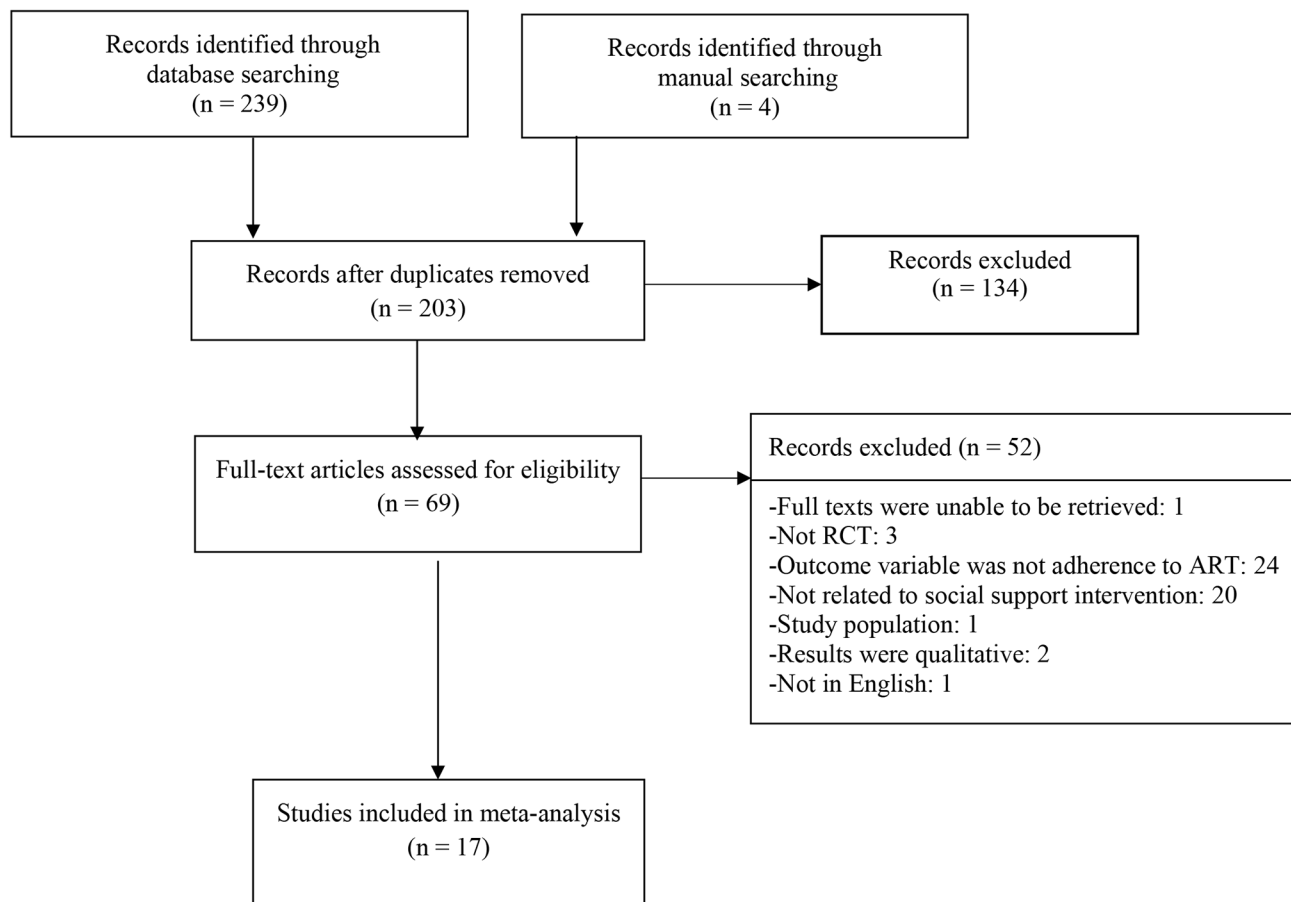 Records identified through
database searching
(n = 239)
Records identified through
manual searching
(n = 4)
Records after duplicates removed
(n = 203)
Records excluded
(n = 134)
Full-text articles assessed for eligibility
(n = 69)
Records excluded (n = 52)
-Full texts were unable to be retrieved: 1
-Not RCT: 3
-Outcome variable was not adherence to ART: 24
-Not related to social support intervention: 20
-Study population: 1
-Results were qualitative: 2
-Not in English: 1
Studies included in meta-analysis
(n = 17)